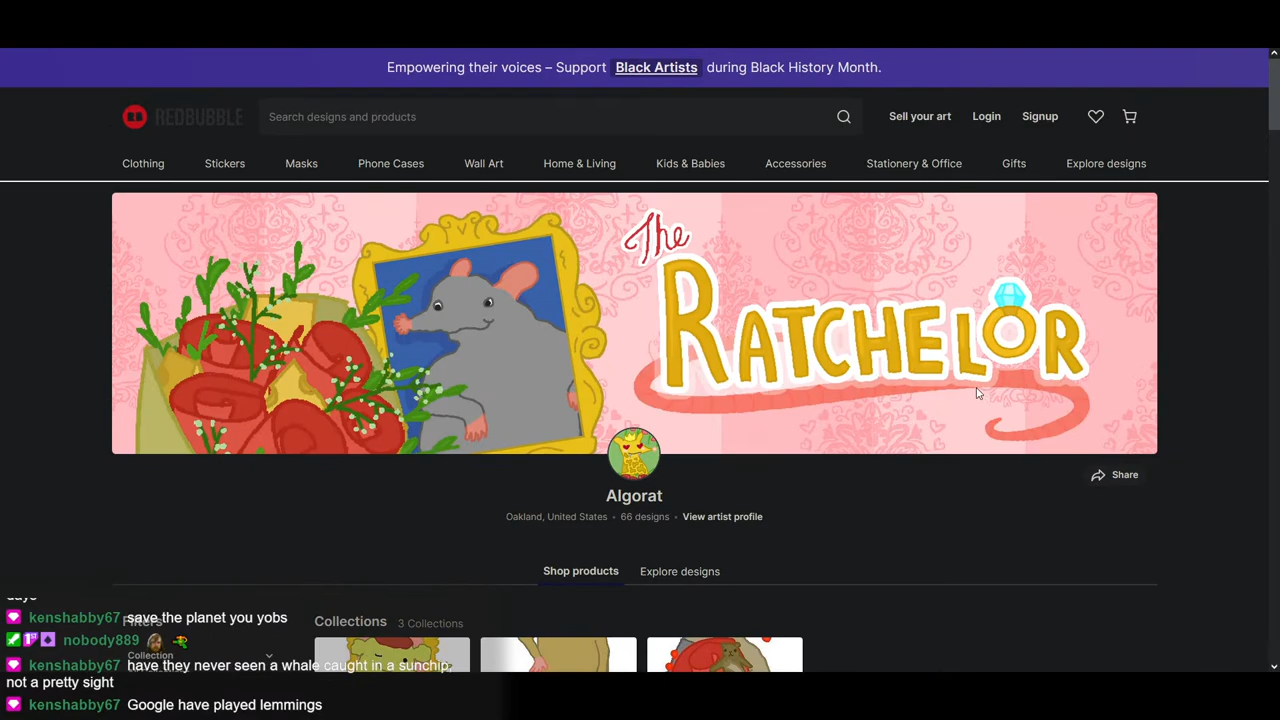 Empowering their voices – Support Black Artists during Black History Month.
REDBUBBLE
Search designs and products
Sell your art
Login
Signup
Clothing
Stickers
Masks
Phone Cases
Wall Art
Home & Living
Kids & Babies
Accessories
Stationery & Office
Gifts
Explore designs
The
RATCHELOR
Share
Algorat
Oakland, United States • 66 designs • View artist profile
Shop products
Explore designs
Collections 3 Collections
Filters
Collection
days
kenshabby67 save the planet you yobs
nobody889
kenshabby67 have they never seen a whale caught in a sunchip,
not a pretty sight
kenshabby67 Google have played lemmings